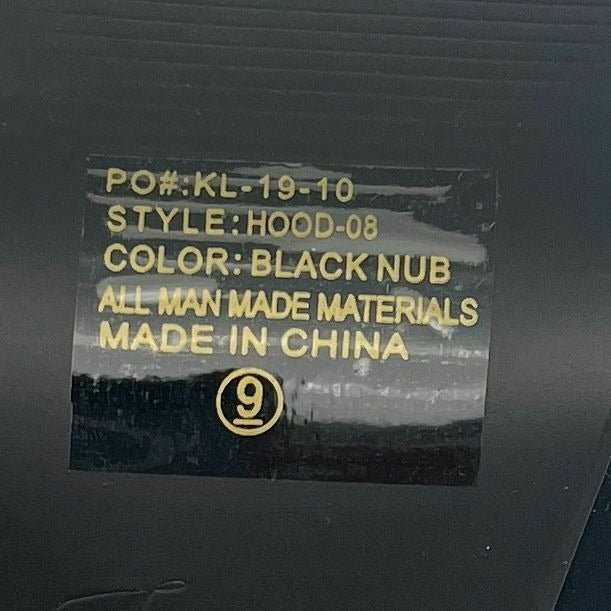 PO#:KL-19-10
STYLE:HOOD-08
COLOR: BLACK NUB
ALL MAN MADE MATERIALS
MADE IN CHINA
9